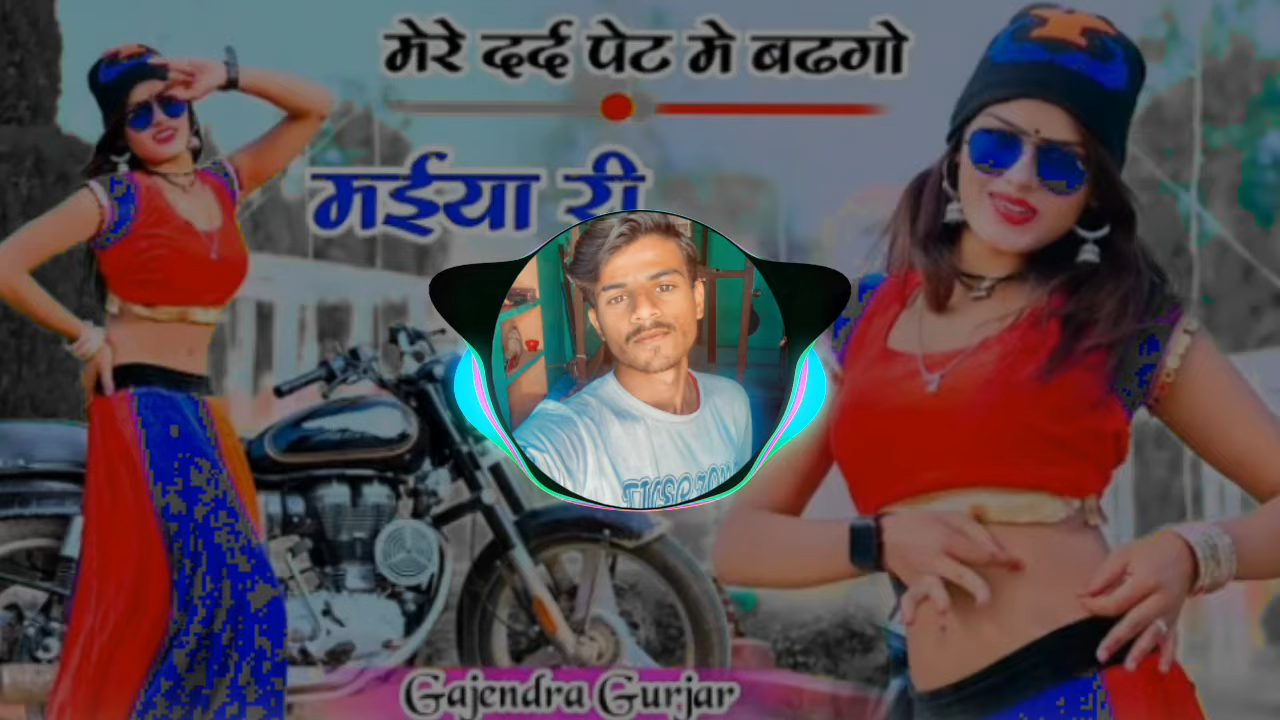 मेरे दर्द पेट मे बढगो
मईया री
Gajendra Gurjar